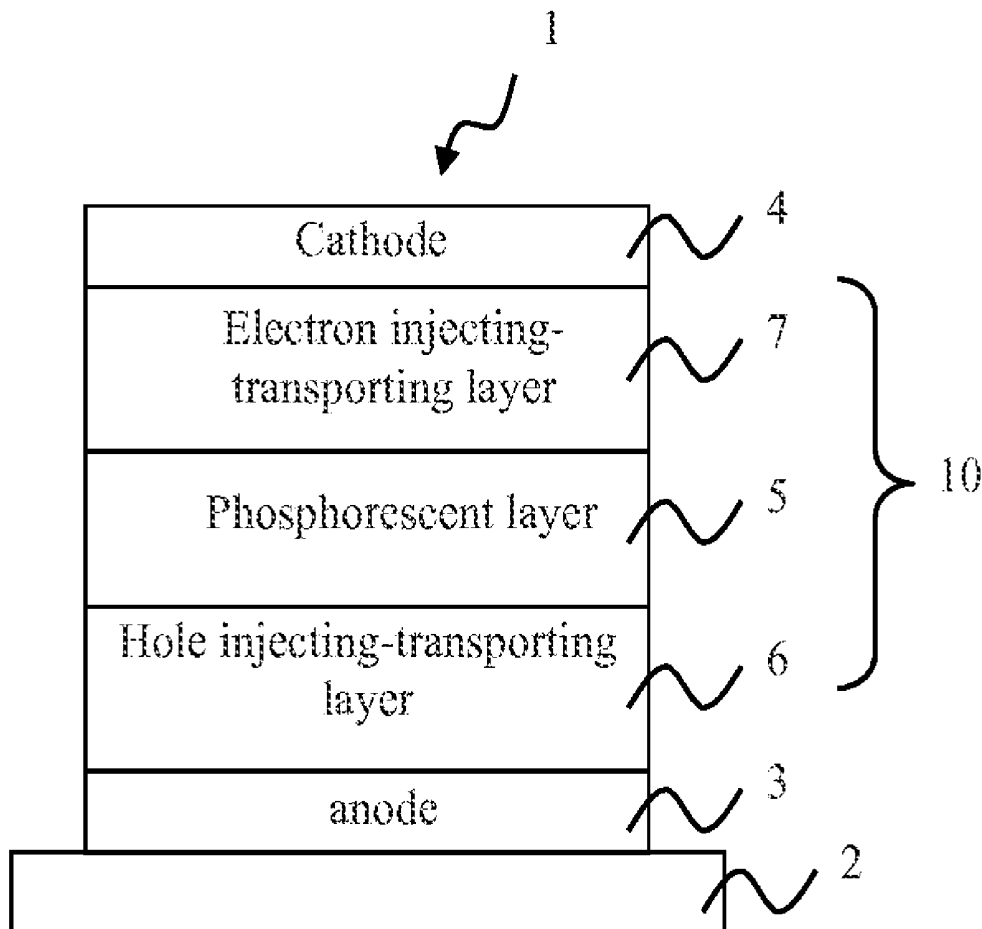 1
Cathode
4
Electron injecting-
transporting layer
7
Phosphorescent layer
5
10
Hole injecting-transporting
layer
6
anode
3
2